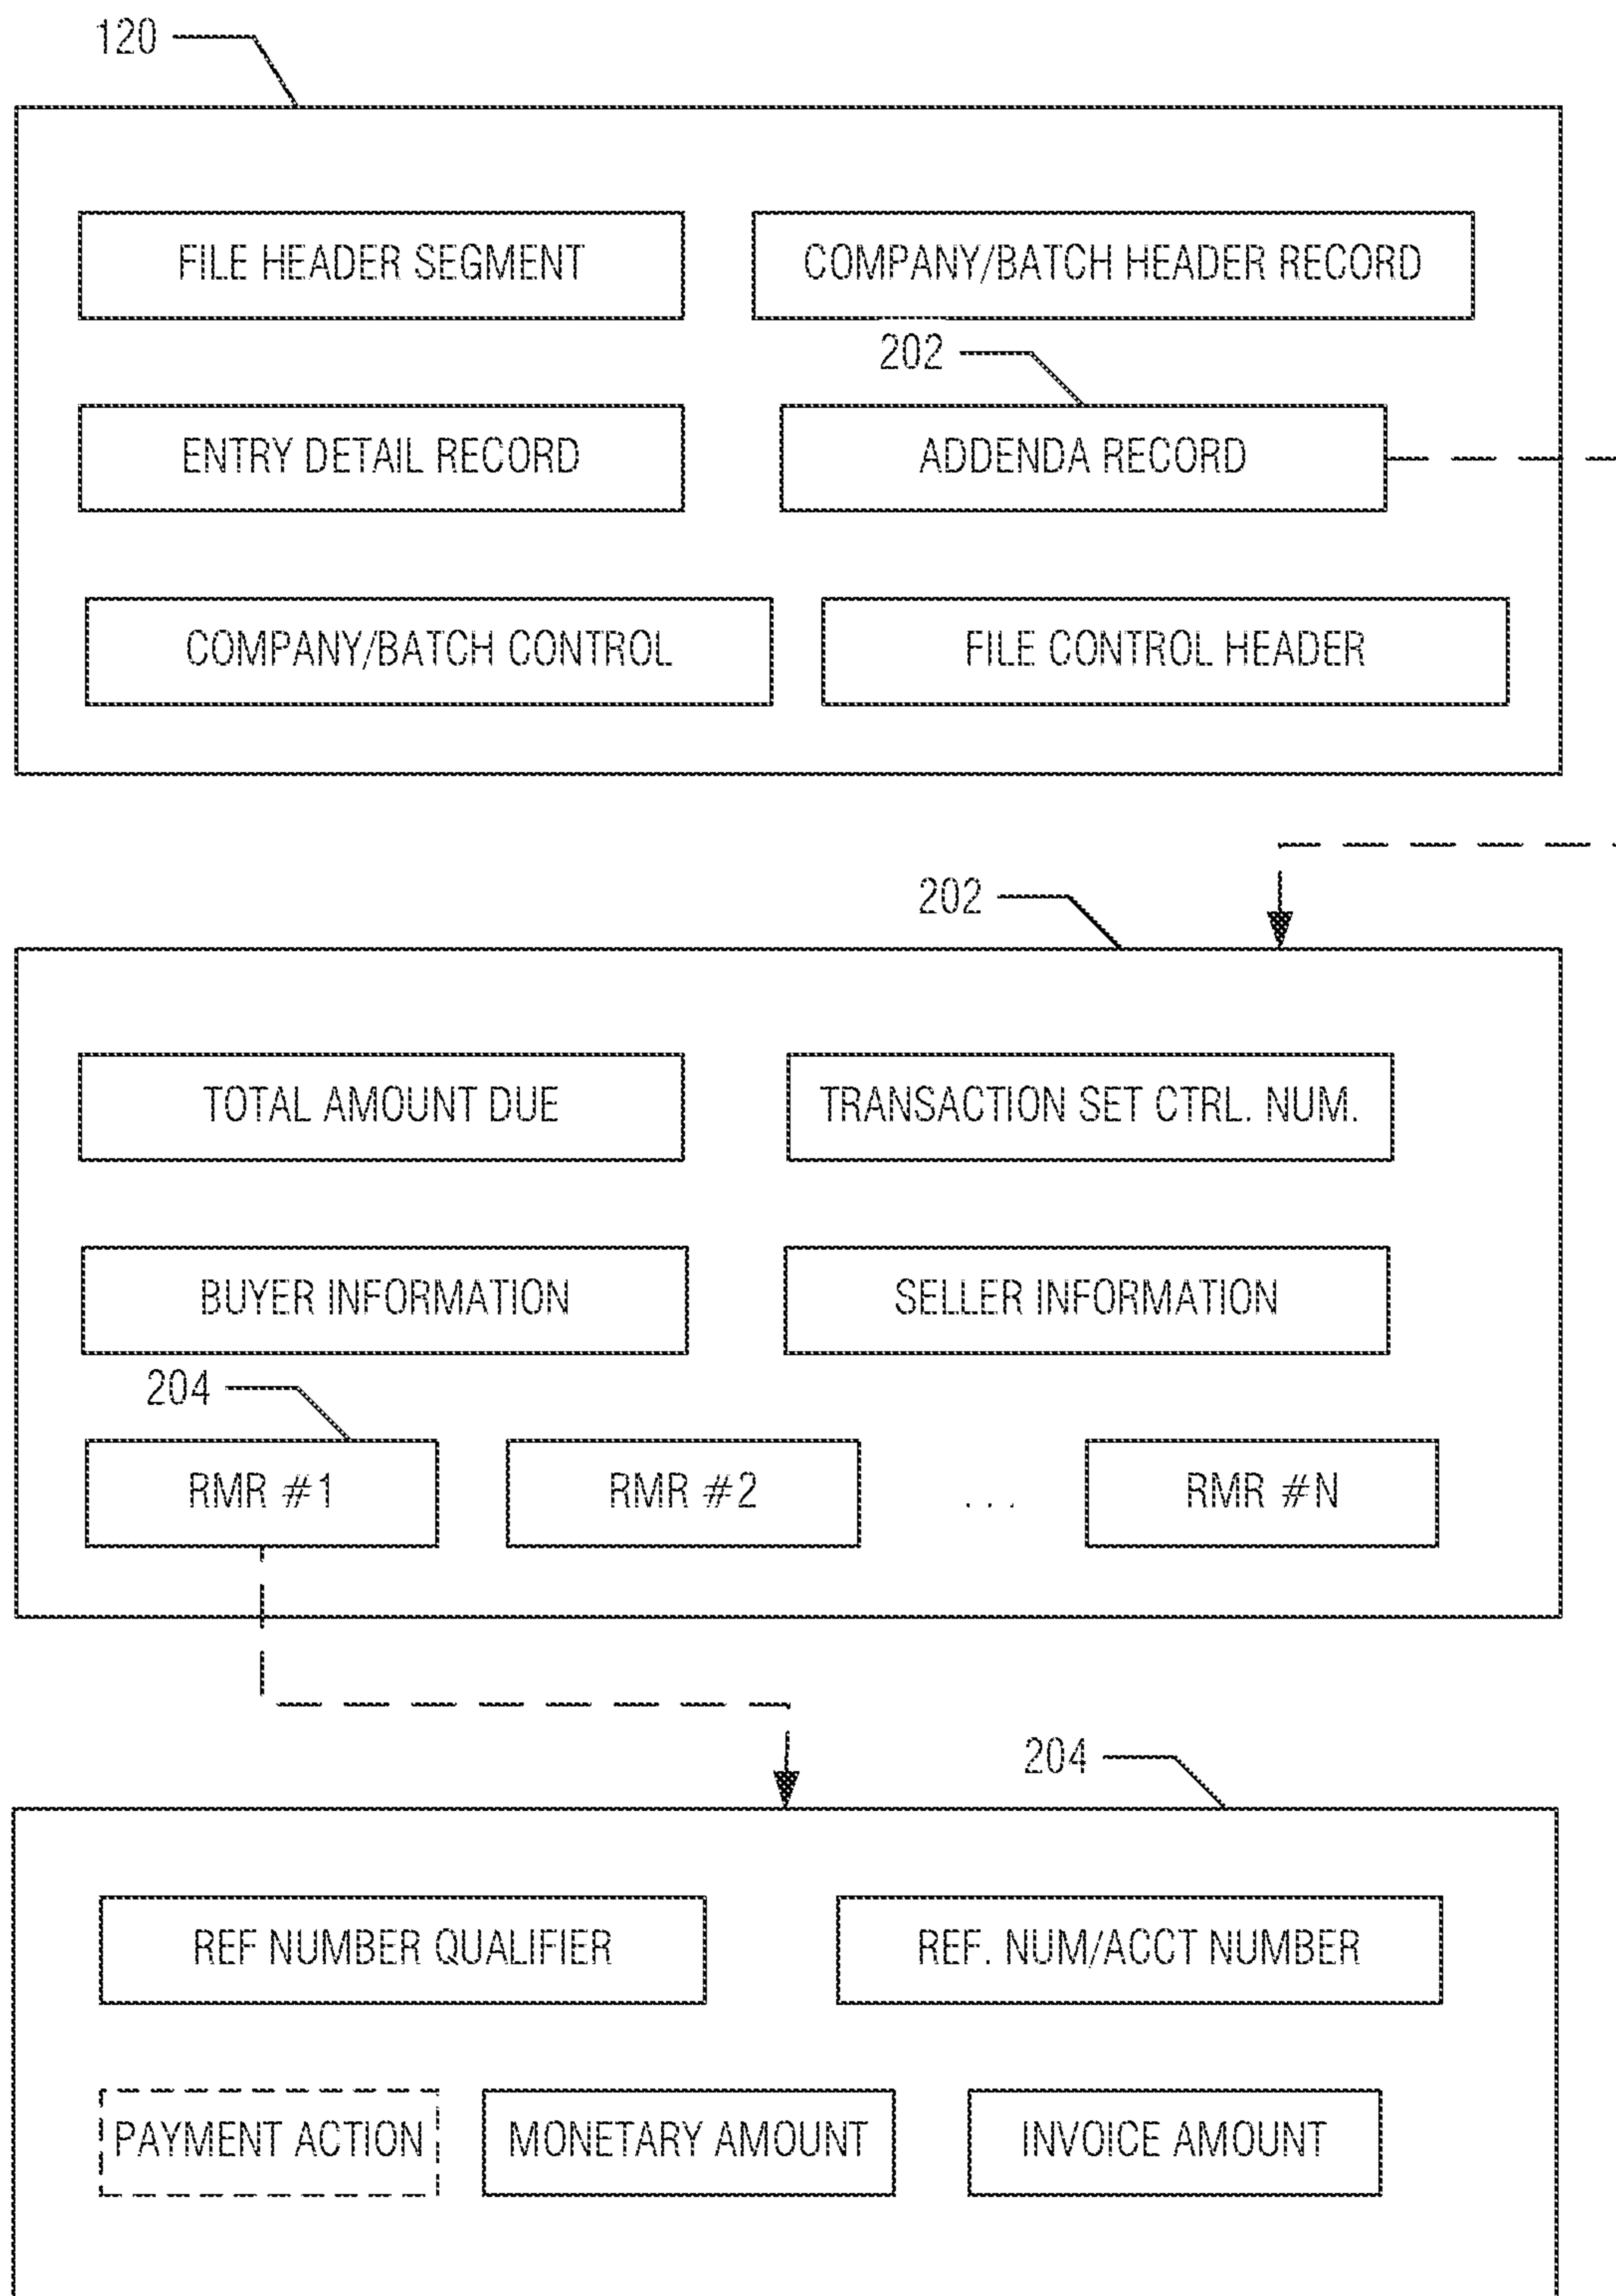 120
FILE HEADER SEGMENT
COMPANY/BATCH HEADER RECORD
202
ENTRY DETAIL RECORD
ADDENDA RECORD
COMPANY/BATCH CONTROL
FILE CONTROL HEADER
202
TOTAL AMOUNT DUE
TRANSACTION SET CTRL. NUM.
BUYER INFORMATION
SELLER INFORMATION
204
RMR #1
RMR #2
...
RMR #N
204
REF NUMBER QUALIFIER
REF. NUM/ACCT NUMBER
PAYMENT ACTION
MONETARY AMOUNT
INVOICE AMOUNT